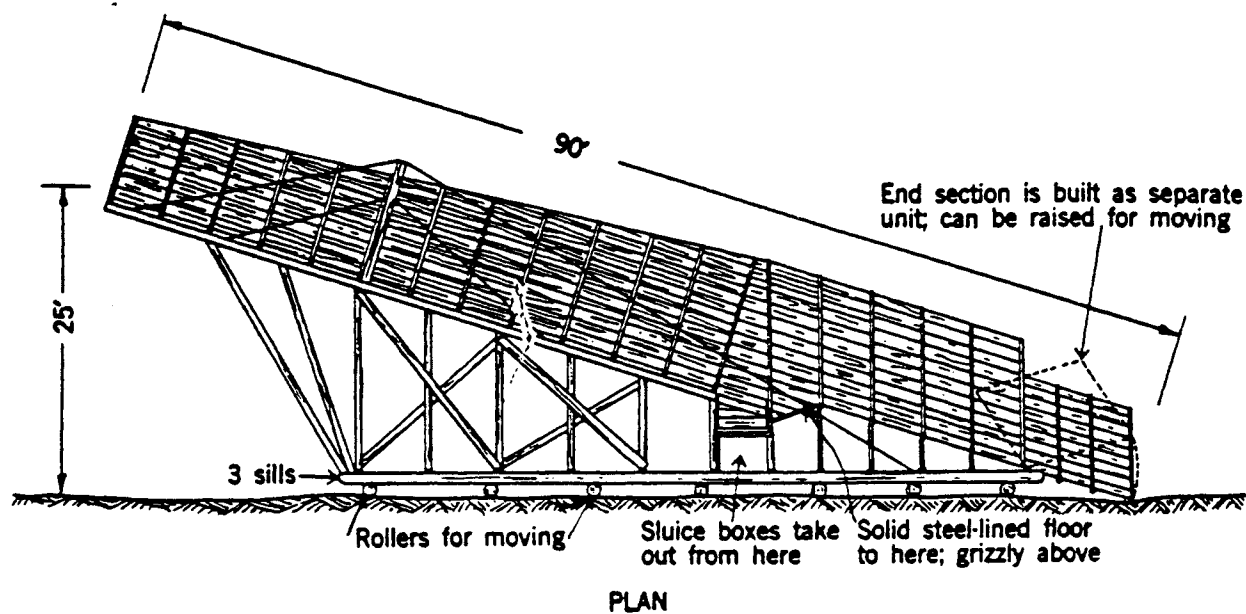 90'
End section is built as separate
unit; can be raised for moving
25'
3 sills
Rollers for moving
Sluice boxes take
out from here
Solid steel-lined floor
to here; grizzly above
PLAN